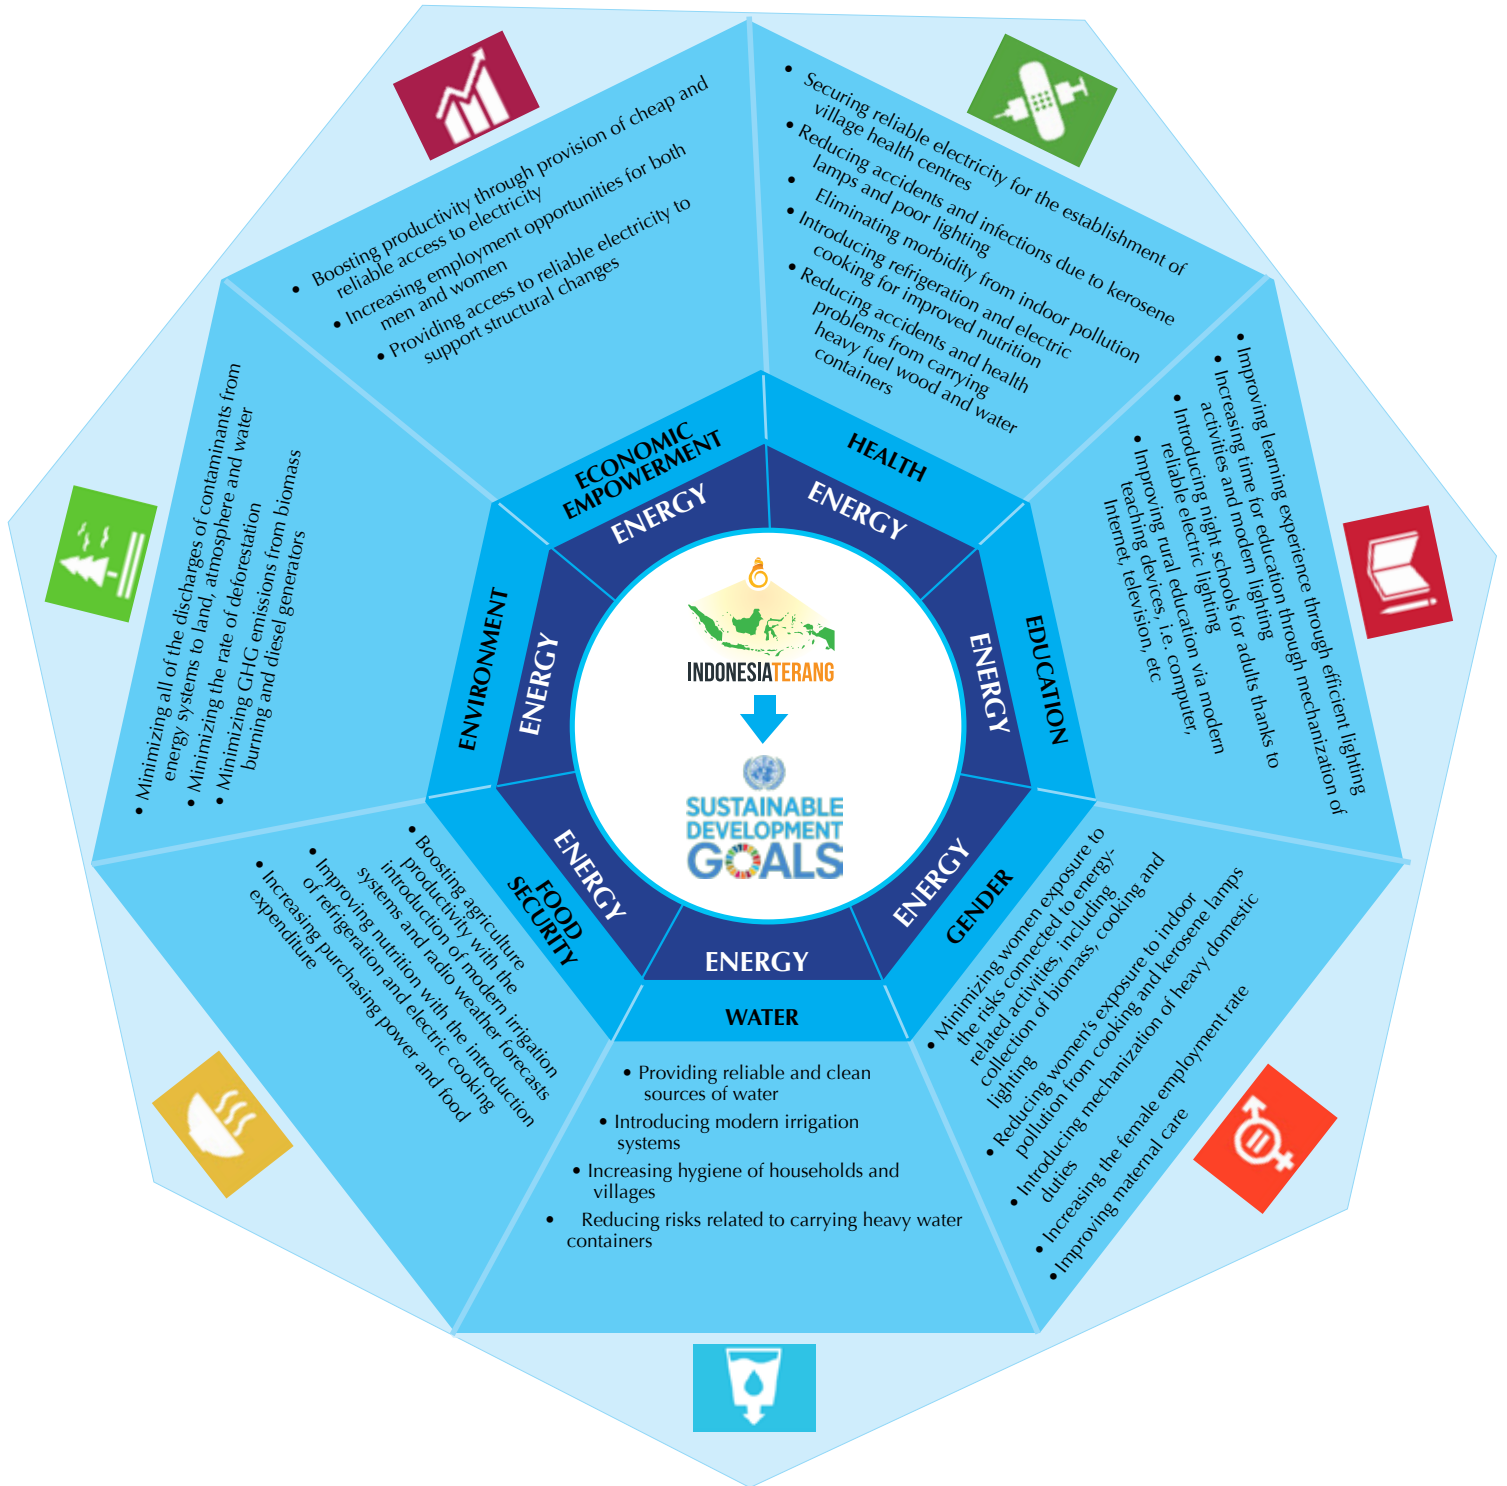 • Boosting productivity through provision of cheap and
reliable access to electricity
• Increasing employment opportunities for both
men and women
• Providing access to reliable electricity to
support structural changes
• Securing reliable electricity for the establishment of
village health centres
• Reducing accidents and infections due to kerosene
lamps and poor lighting
• Eliminating morbidity from indoor pollution
• Introducing refrigeration and electric
cooking for improved nutrition
• Reducing accidents and health
problems from carrying
heavy fuel wood and water
containers
• Improving learning experience through efficient lighting
• Increasing time for education through mechanization of
activities and modern lighting
• Introducing night schools for adults thanks to
reliable electric lighting
• Improving rural education via modern
teaching devices, i.e. computer,
Internet, television, etc
• Minimizing women exposure to
the risks connected to energy-
related activities, including
collection of biomass, cooking and
lighting
• Reducing women's exposure to indoor
pollution from cooking and kerosene lamps
• Introducing mechanization of heavy domestic
duties
• Increasing the female employment rate
• Improving maternal care
• Providing reliable and clean
sources of water
• Introducing modern irrigation
systems
• Increasing hygiene of households and
villages
• Reducing risks related to carrying heavy water
containers
• Boosting agriculture
productivity with the
introduction of modern irrigation
systems and radio weather forecasts
• Improving nutrition with the introduction
of refrigeration and electric cooking
• Increasing purchasing power and food
expenditure
• Minimizing all of the discharges of contaminants from
energy systems to land, atmosphere and water
• Minimizing the rate of deforestation
• Minimizing GHG emissions from biomass
burning and diesel generators
ECONOMIC
EMPOWERMENT
HEALTH
EDUCATION
GENDER
WATER
FOOD
SECURITY
ENVIRONMENT
ENERGY
ENERGY
ENERGY
ENERGY
ENERGY
ENERGY
ENERGY
INDONESIATERANG
SUSTAINABLE
DEVELOPMENT
GOALS